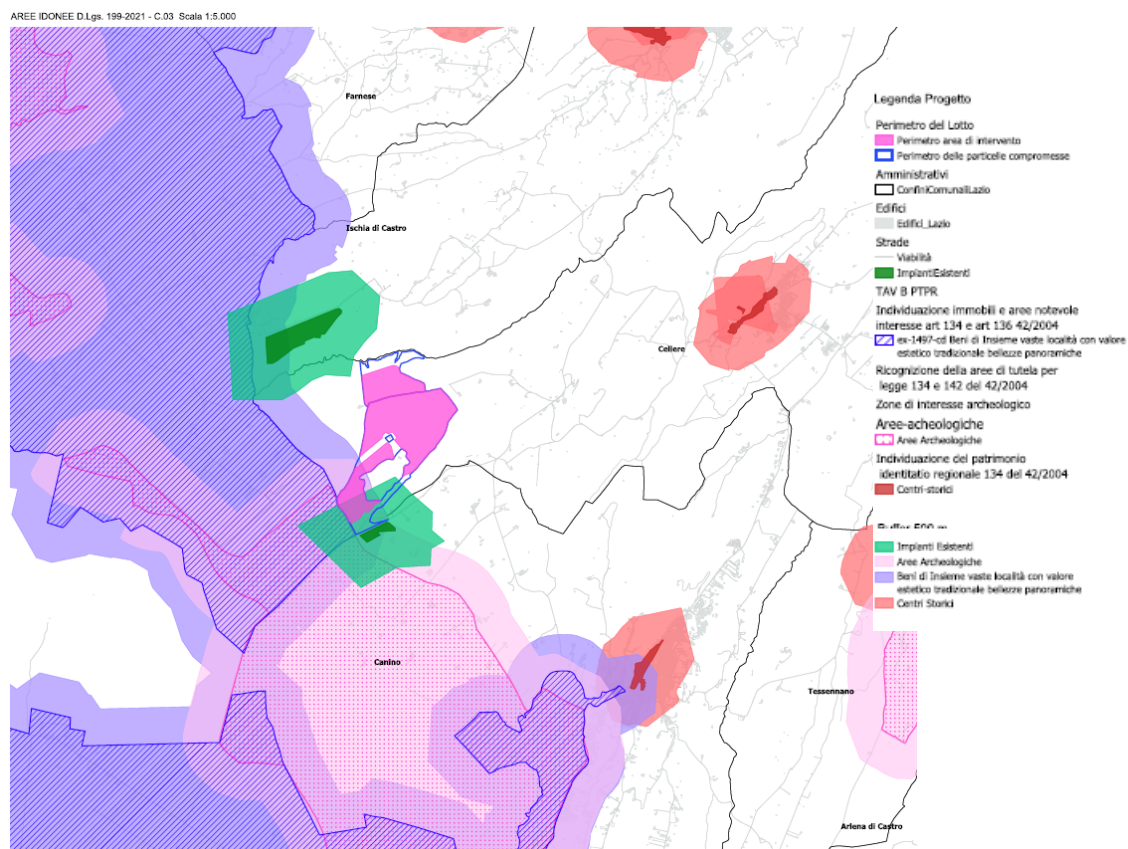 AREE IDONEE D.Lgs. 199-2021 - C.03 Scala 1:5.000
Farnese
Ischia di Castro
Cellere
Canino
Tessennano
Arlena di Castro
Legenda Progetto
Perimetro del Lotto
Perimetro area di intervento
Perimetro delle particelle compromesse
Amministrativi
ConfiniComunaliLazio
Edifici
Edifici_Lazio
Strade
Viabilità
ImpiantiEsistenti
TAV B PTPR
Individuazione immobili e aree notevole
interesse art 134 e art 136 42/2004
ex-1497-cd Beni di Insieme vaste località con valore
estetico tradizionale bellezze panoramiche
Ricognizione della aree di tutela per
legge 134 e 142 del 42/2004
Zone di interesse archeologico
Aree-acheologiche
Aree Archeologiche
Individuazione del patrimonio
identitatio regionale 134 del 42/2004
Centri-storici
Buffer 500 m
Impianti Esistenti
Aree Archeologiche
Beni di Insieme vaste località con valore
estetico tradizionale bellezze panoramiche
Centri Storici